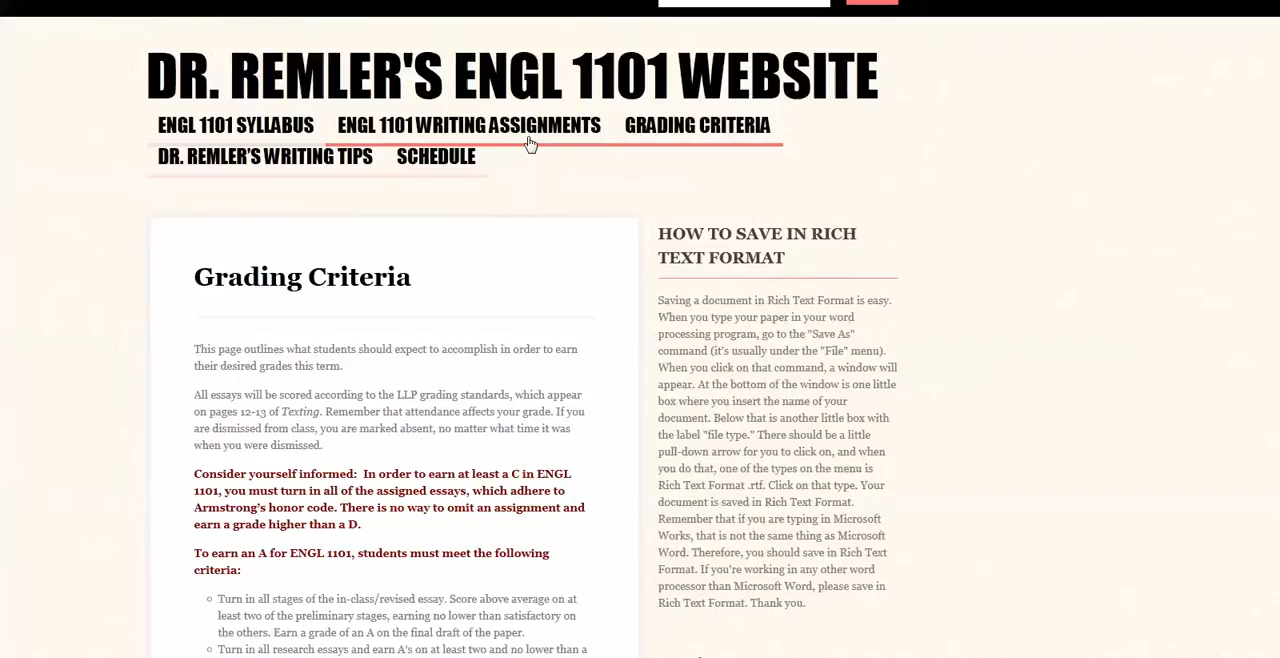 DR. REMLER'S ENGL 1101 WEBSITE
ENGL 1101 SYLLABUS
ENGL 1101 WRITING ASSIGNMENTS
GRADING CRITERIA
DR. REMLER'S WRITING TIPS
SCHEDULE
Grading Criteria
This page outlines what students should expect to accomplish in order to earn
their desired grades this term.
All essays will be scored according to the LLP grading standards, which appear
on pages 12-13 of Texting. Remember that attendance affects your grade. If you
are dismissed from class, you are marked absent, no matter what time it was
when you were dismissed.
Consider yourself informed:  In order to earn at least a C in ENGL
1101, you must turn in all of the assigned essays, which adhere to
Armstrong's honor code. There is no way to omit an assignment and
earn a grade higher than a D.
To earn an A for ENGL 1101, students must meet the following
criteria:
Turn in all stages of the in-class/revised essay. Score above average on at
least two of the preliminary stages, earning no lower than satisfactory on
the others. Earn a grade of an A on the final draft of the paper.
Turn in all research essays and earn A's on at least two and no lower than a
HOW TO SAVE IN RICH
TEXT FORMAT
Saving a document in Rich Text Format is easy.
When you type your paper in your word
processing program, go to the "Save As"
command (it's usually under the "File" menu).
When you click on that command, a window will
appear. At the bottom of the window is one little
box where you insert the name of your
document. Below that is another little box with
the label "file type." There should be a little
pull-down arrow for you to click on, and when
you do that, one of the types on the menu is
Rich Text Format .rtf. Click on that type. Your
document is saved in Rich Text Format.
Remember that if you are typing in Microsoft
Works, that is not the same thing as Microsoft
Word. Therefore, you should save in Rich Text
Format. If you're working in any other word
processor than Microsoft Word, please save in
Rich Text Format. Thank you.